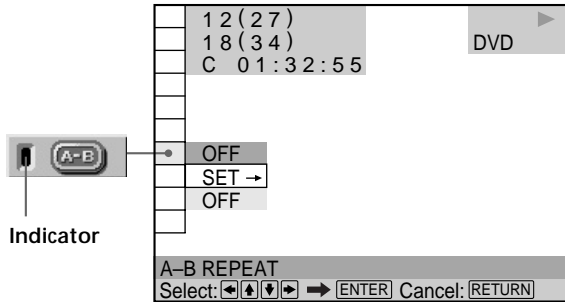 12(27)
18(34)
DVD
C 01:32:55
A-B
OFF
SET →
OFF
Indicator
A–B REPEAT
Select: ← ↑ ↓ → ➡ ENTER Cancel: RETURN